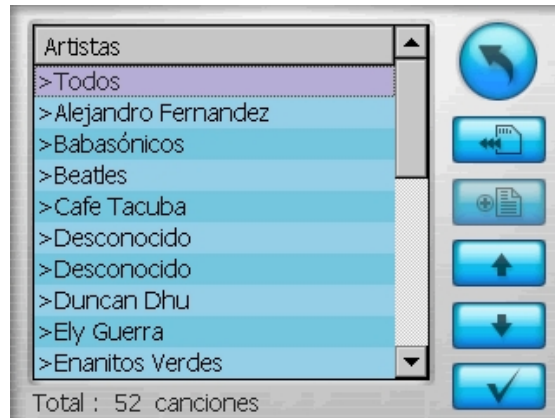 Artistas
>Todos
>Alejandro Fernandez
>Babasónicos
>Beatles
>Cafe Tacuba
>Desconocido
>Desconocido
>Duncan Dhu
>Ely Guerra
>Enanitos Verdes
Total : 52 canciones